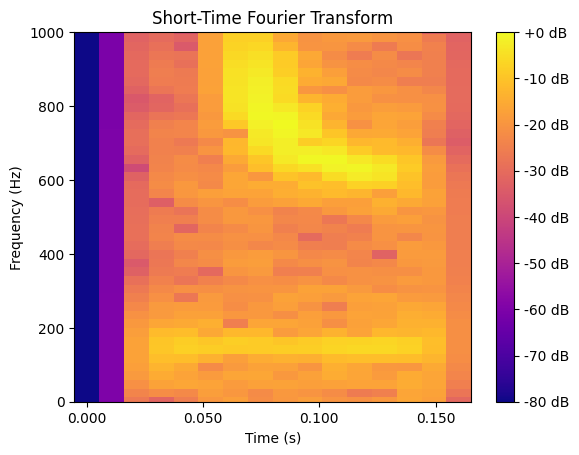 Short-Time Fourier Transform
Frequency (Hz)
1000
800
600
400
200
0
0.000
0.050
0.100
0.150
Time (s)
+0 dB
-10 dB
-20 dB
-30 dB
-40 dB
-50 dB
-60 dB
-70 dB
-80 dB